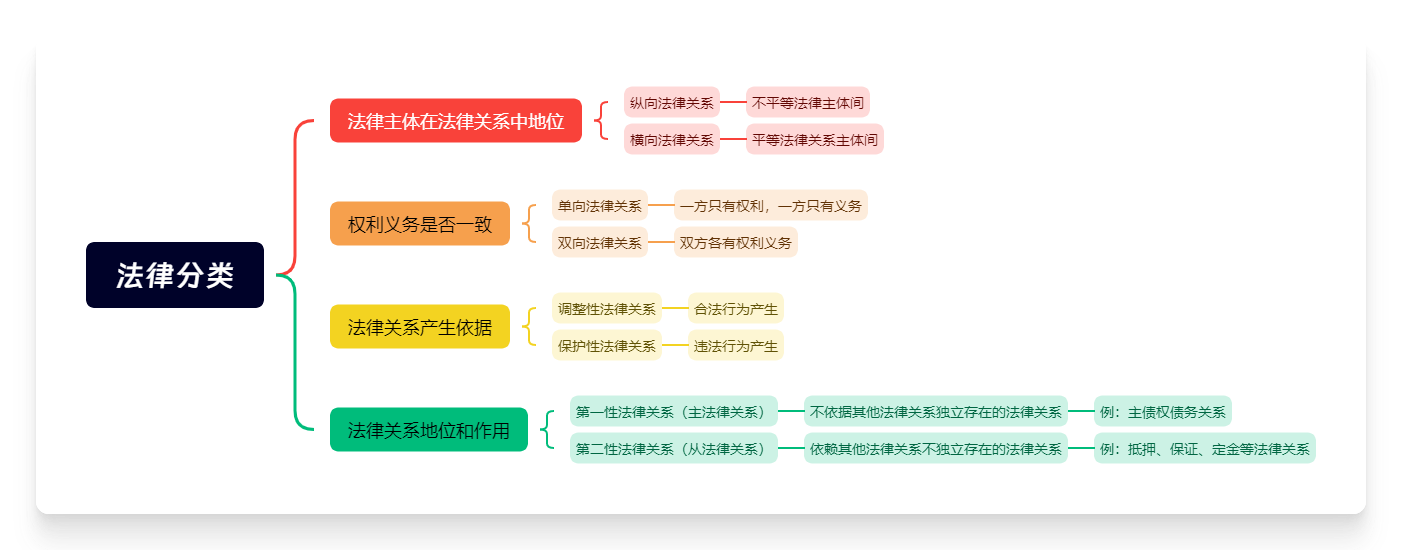 法律分类
法律主体在法律关系中地位
纵向法律关系
不平等法律主体间
横向法律关系
平等法律关系主体间
权利义务是否一致
单向法律关系
一方只有权利，一方只有义务
双向法律关系
双方各有权利义务
法律关系产生依据
调整性法律关系
合法行为产生
保护性法律关系
违法行为产生
法律关系地位和作用
第一性法律关系（主法律关系）
不依据其他法律关系独立存在的法律关系
例：主债权债务关系
第二性法律关系（从法律关系）
依赖其他法律关系不独立存在的法律关系
例：抵押、保证、定金等法律关系